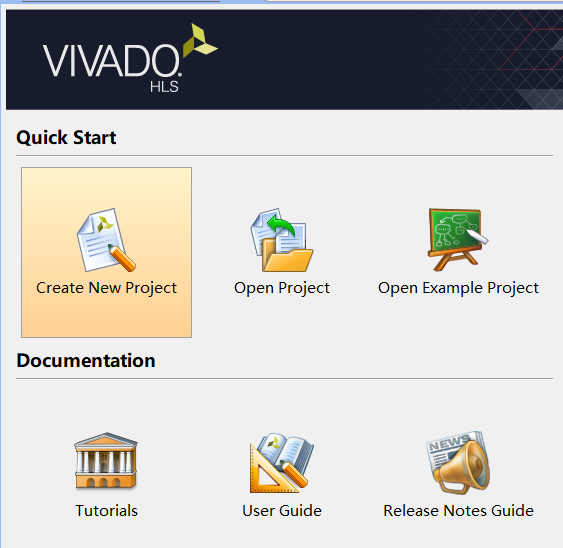 VIVADO.
HLS
Quick Start
Create New Project
Open Project
Open Example Project
Documentation
NEWS
Tutorials
User Guide
Release Notes Guide